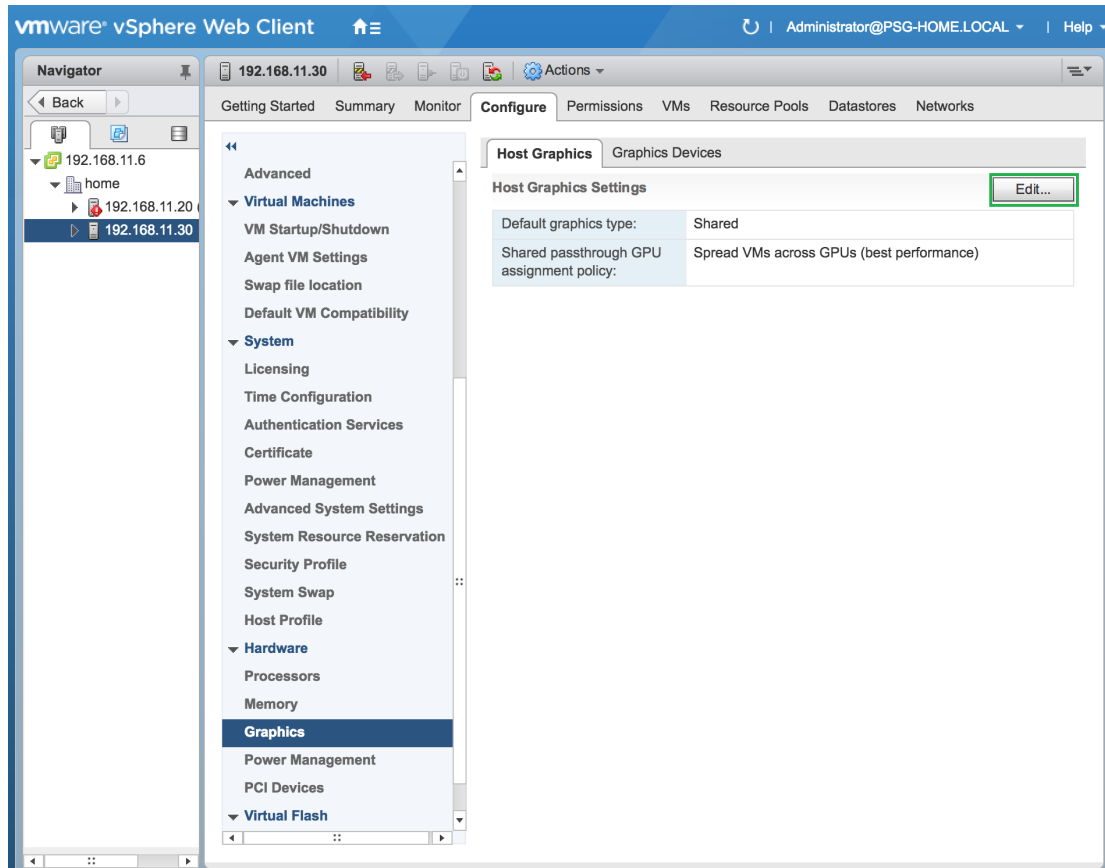 vmware® vSphere Web Client
Administrator@PSG-HOME.LOCAL
Help
Navigator
192.168.11.30
Actions
Back
Getting Started Summary Monitor Configure Permissions VMs Resource Pools Datastores Networks
192.168.11.6
home
192.168.11.20
192.168.11.30
Advanced
Virtual Machines
VM Startup/Shutdown
Agent VM Settings
Swap file location
Default VM Compatibility
System
Licensing
Time Configuration
Authentication Services
Certificate
Power Management
Advanced System Settings
System Resource Reservation
Security Profile
System Swap
Host Profile
Hardware
Processors
Memory
Graphics
Power Management
PCI Devices
Virtual Flash
Host Graphics Graphics Devices
Host Graphics Settings
Edit...
Default graphics type: Shared
Shared passthrough GPU Spread VMs across GPUs (best performance)
assignment policy: